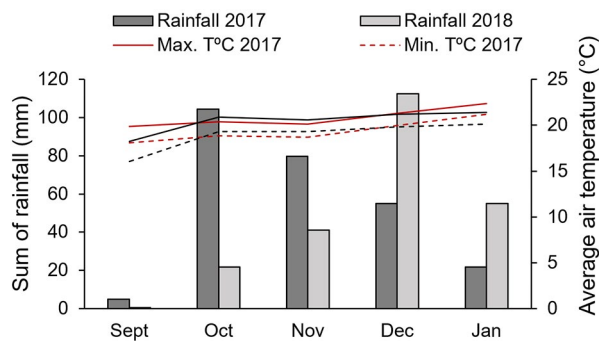 Rainfall 2017 Rainfall 2018
Max. TºC 2017 Min. TºC 2017
Sum of rainfall (mm)
120
100
80
60
40
20
0
25
20
15
10
5
0
Average air temperature (°C)
Sept Oct Nov Dec Jan